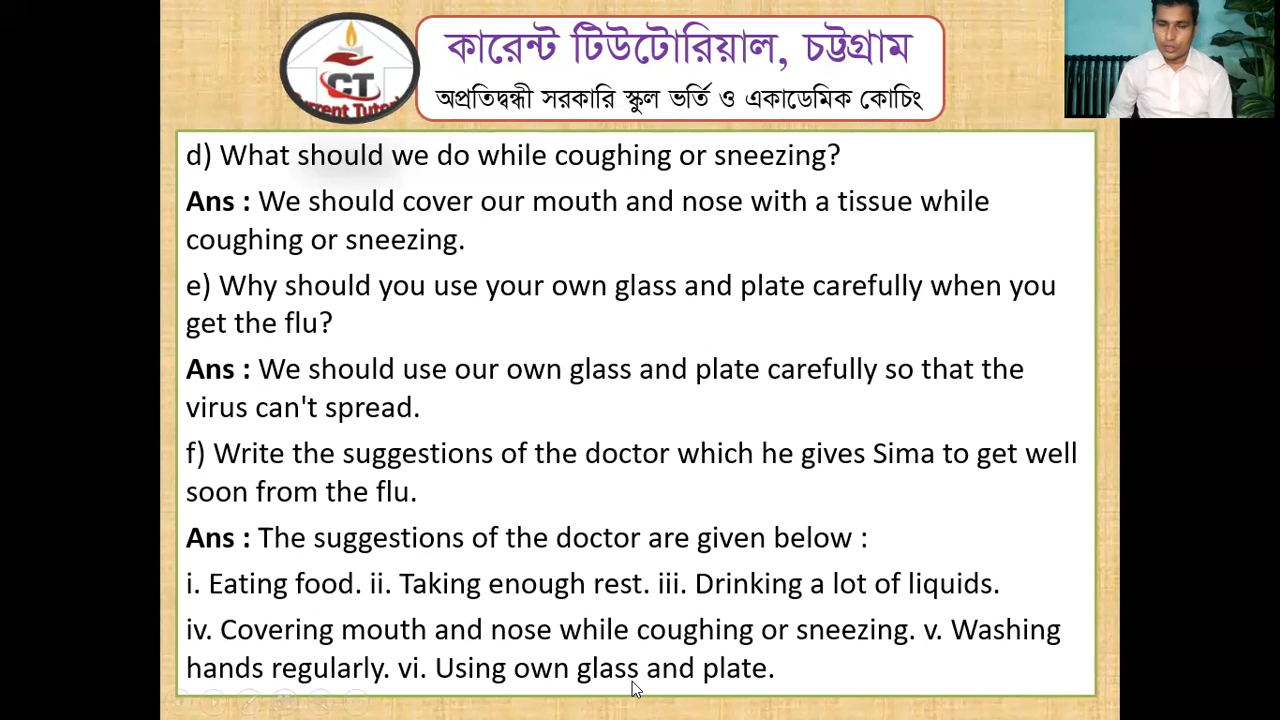 কারেন্ট টিউটোরিয়াল, চট্টগ্রাম
অপ্রতিদ্বন্দ্বী সরকারি স্কুল ভর্তি ও একাডেমিক কোচিং
CT
Current Tutori
d) What should we do while coughing or sneezing?
Ans : We should cover our mouth and nose with a tissue while
coughing or sneezing.
e) Why should you use your own glass and plate carefully when you
get the flu?
Ans : We should use our own glass and plate carefully so that the
virus can't spread.
f) Write the suggestions of the doctor which he gives Sima to get well
soon from the flu.
Ans : The suggestions of the doctor are given below :
i. Eating food. ii. Taking enough rest. iii. Drinking a lot of liquids.
iv. Covering mouth and nose while coughing or sneezing. v. Washing
hands regularly. vi. Using own glass and plate.